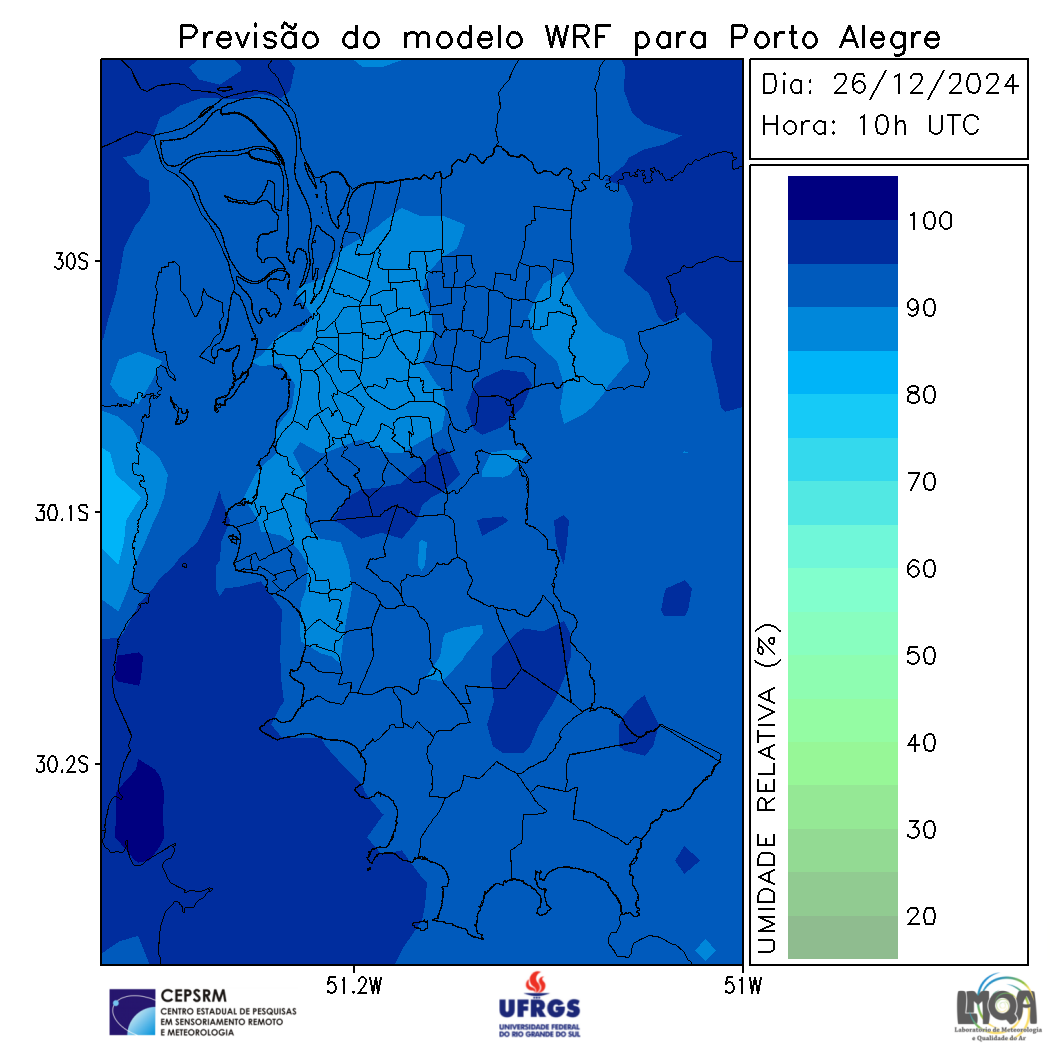 Previsão do modelo WRF para Porto Alegre
Dia: 26/12/2024
Hora: 10h UTC
30S
30.1S
30.2S
51.2W
51W
100
90
80
70
60
50
40
30
20
UMIDADE RELATIVA (%)
CEPSRM
CENTRO ESTADUAL DE PESQUISAS
EM SENSORIAMENTO REMOTO
E METEOROLOGIA
UFRGS
UNIVERSIDADE FEDERAL
DO RIO GRANDE DO SUL
LMQA
Laboratório de Meteorologia
e Qualidade do Ar